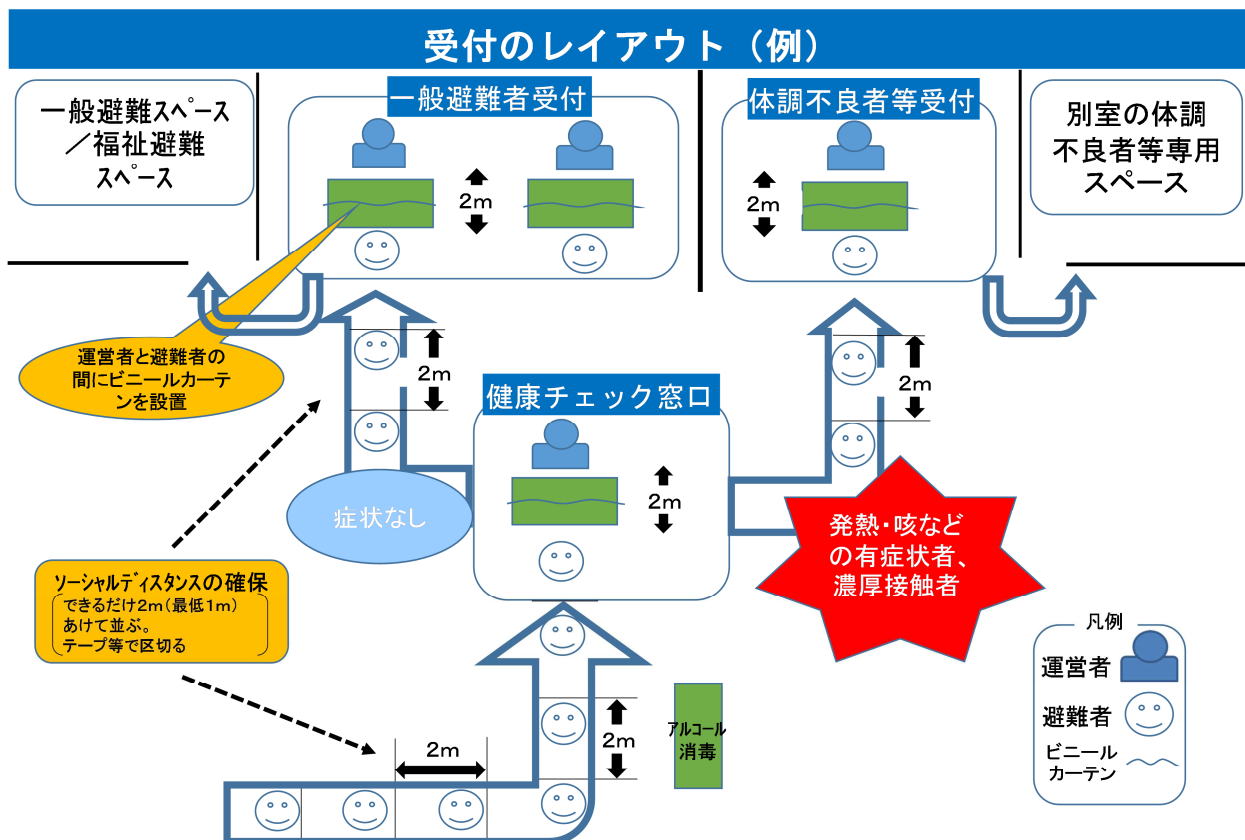 受付のレイアウト（例）
一般避難スペース
／福祉避難
スペース
一般避難者受付
2m
体調不良者等受付
2m
別室の体調
不良者等専用
スペース
運営者と避難者の
間にビニールカーテ
ンを設置
2m
2m
健康チェック窓口
2m
症状なし
発熱・咳など
の有症状者、
濃厚接触者
ソーシャルディスタンスの確保
できるだけ2m（最低1m）
あけて並ぶ。
テープ等で区切る
2m
2m
アルコール
消毒
凡例
運営者
避難者
ビニール
カーテン